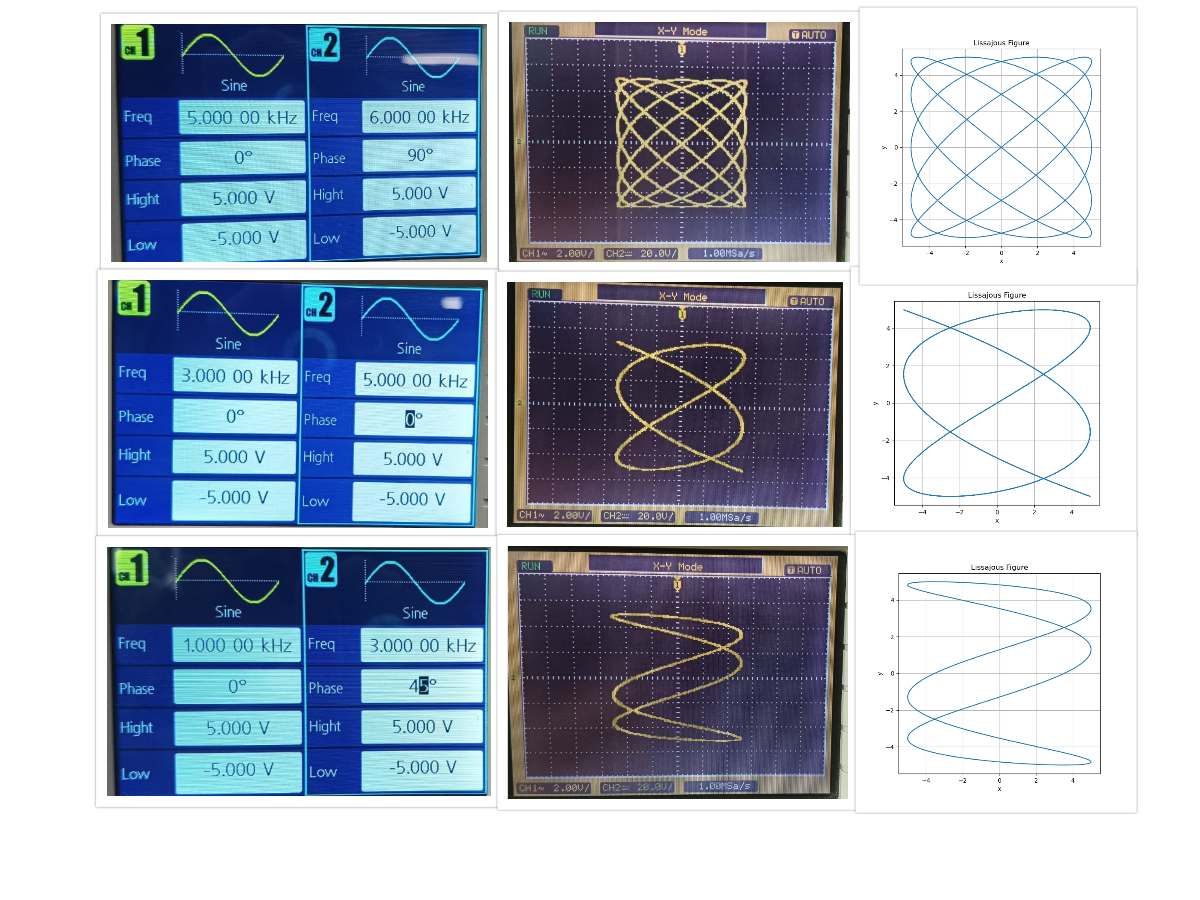 CH 1 CH 2
Sine Sine
Freq 5.000 00 kHz Freq 6.000 00 kHz
Phase 0° Phase 90°
Hight 5.000 V Hight 5.000 V
Low -5.000 V Low -5.000 V
RUN X-Y Mode T AUTO
1
2
CH1~ 2.00V/ CH2⎓ 20.0V/ 1.00MSa/s
Lissajous Figure
4
2
y 0
−2
−4
−4 −2 0 2 4
x
CH 1 CH 2
Sine Sine
Freq 3.000 00 kHz Freq 5.000 00 kHz
Phase 0° Phase 0°
Hight 5.000 V Hight 5.000 V
Low -5.000 V Low -5.000 V
RUN X-Y Mode T AUTO
1
2
CH1~ 2.00V/ CH2⎓ 20.0V/ 1.00MSa/s
Lissajous Figure
4
2
y 0
−2
−4
−4 −2 0 2 4
x
CH 1 CH 2
Sine Sine
Freq 1.000 00 kHz Freq 3.000 00 kHz
Phase 0° Phase 45°
Hight 5.000 V Hight 5.000 V
Low -5.000 V Low -5.000 V
RUN X-Y Mode T AUTO
1
CH1~ 2.00V/ CH2⎓ 20.0V/ 1.00MSa/s
Lissajous Figure
4
2
y 0
−2
−4
−4 −2 0 2 4
x